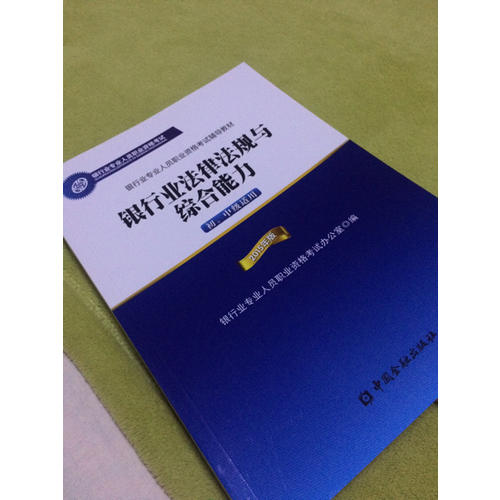 银行业专业人员职业资格考试
银行业专业人员职业资格考试辅导教材
银行业法律法规与
综合能力
初、中级适用
2015年版
银行业专业人员职业资格考试办公室◎编
中国金融出版社